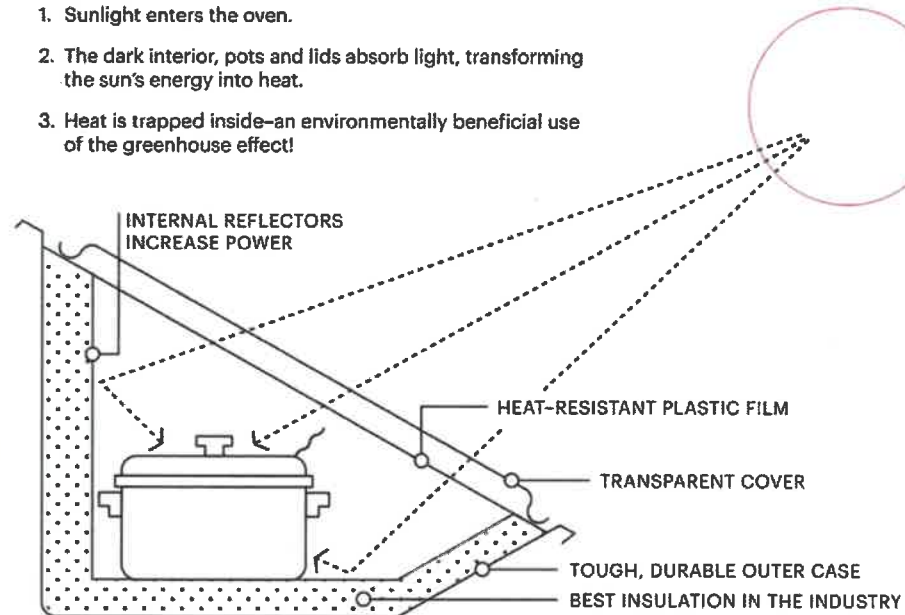 1. Sunlight enters the oven.
2. The dark interior, pots and lids absorb light, transforming
the sun's energy into heat.
3. Heat is trapped inside–an environmentally beneficial use
of the greenhouse effect!
INTERNAL REFLECTORS
INCREASE POWER
HEAT-RESISTANT PLASTIC FILM
TRANSPARENT COVER
TOUGH, DURABLE OUTER CASE
BEST INSULATION IN THE INDUSTRY